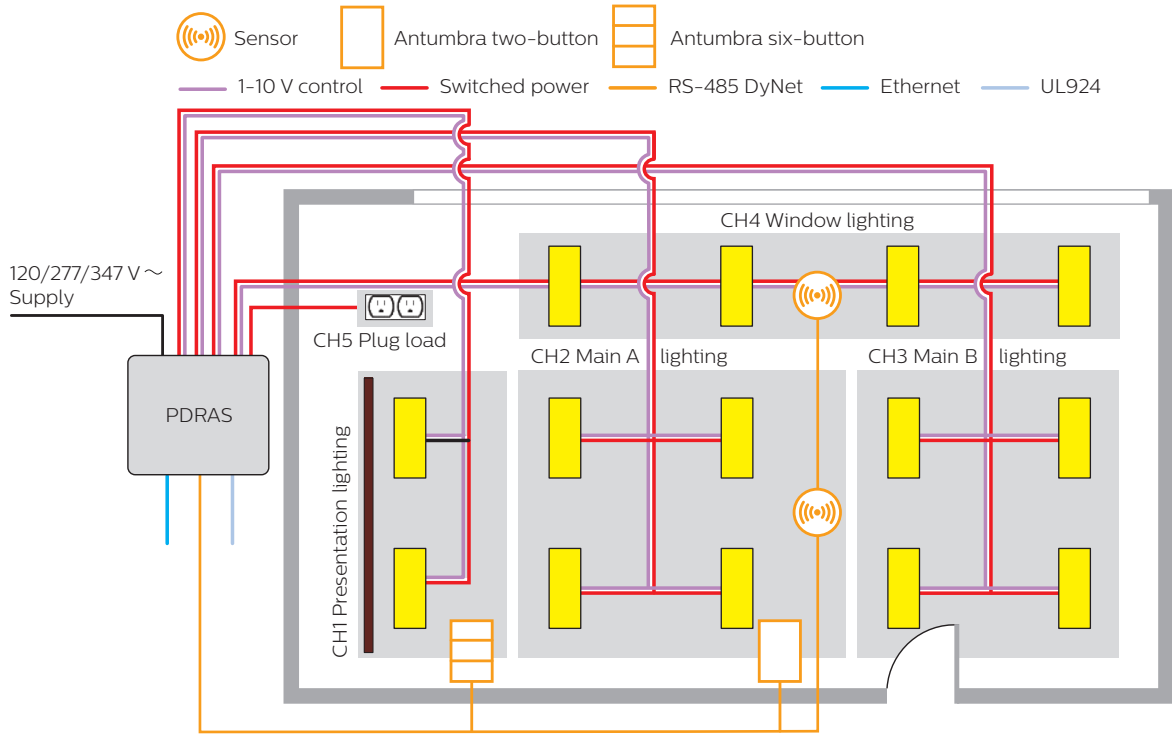 Sensor
Antumbra two-button
Antumbra six-button
1-10 V control
Switched power
RS-485 DyNet
Ethernet
UL924
CH4 Window lighting
120/277/347 V ~
Supply
CH5 Plug load
CH2 Main A lighting
CH3 Main B lighting
PDRAS
CH1 Presentation lighting